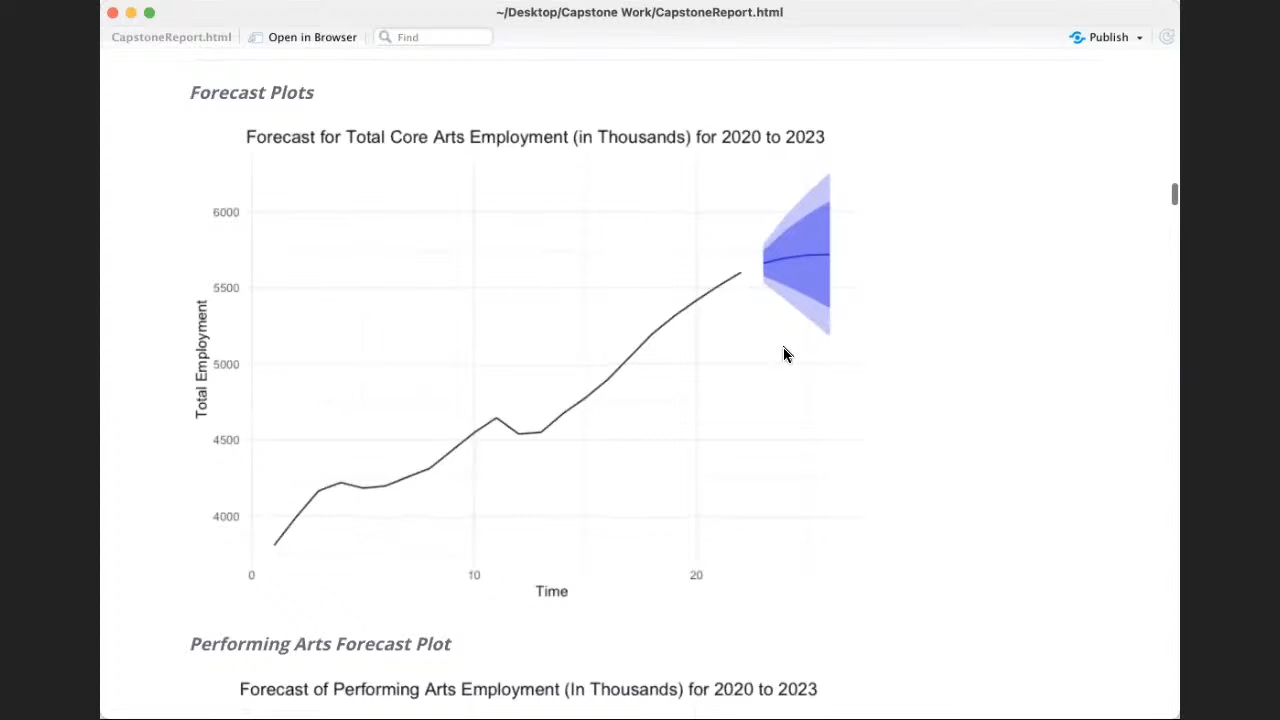 ~/Desktop/Capstone Work/CapstoneReport.html
CapstoneReport.html
Open in Browser
Find
Publish
Forecast Plots
Forecast for Total Core Arts Employment (in Thousands) for 2020 to 2023
Total Employment
6000
5500
5000
4500
4000
0
10
20
Time
Performing Arts Forecast Plot
Forecast of Performing Arts Employment (In Thousands) for 2020 to 2023